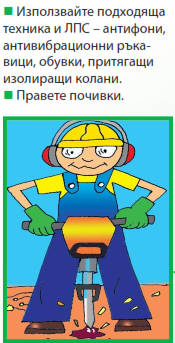 ■ Използвайте подходяща
техника и ЛПС – антифони,
антивибрационни ръка-
вици, обувки, притягащи
изолиращи колани.
■ Правете почивки.